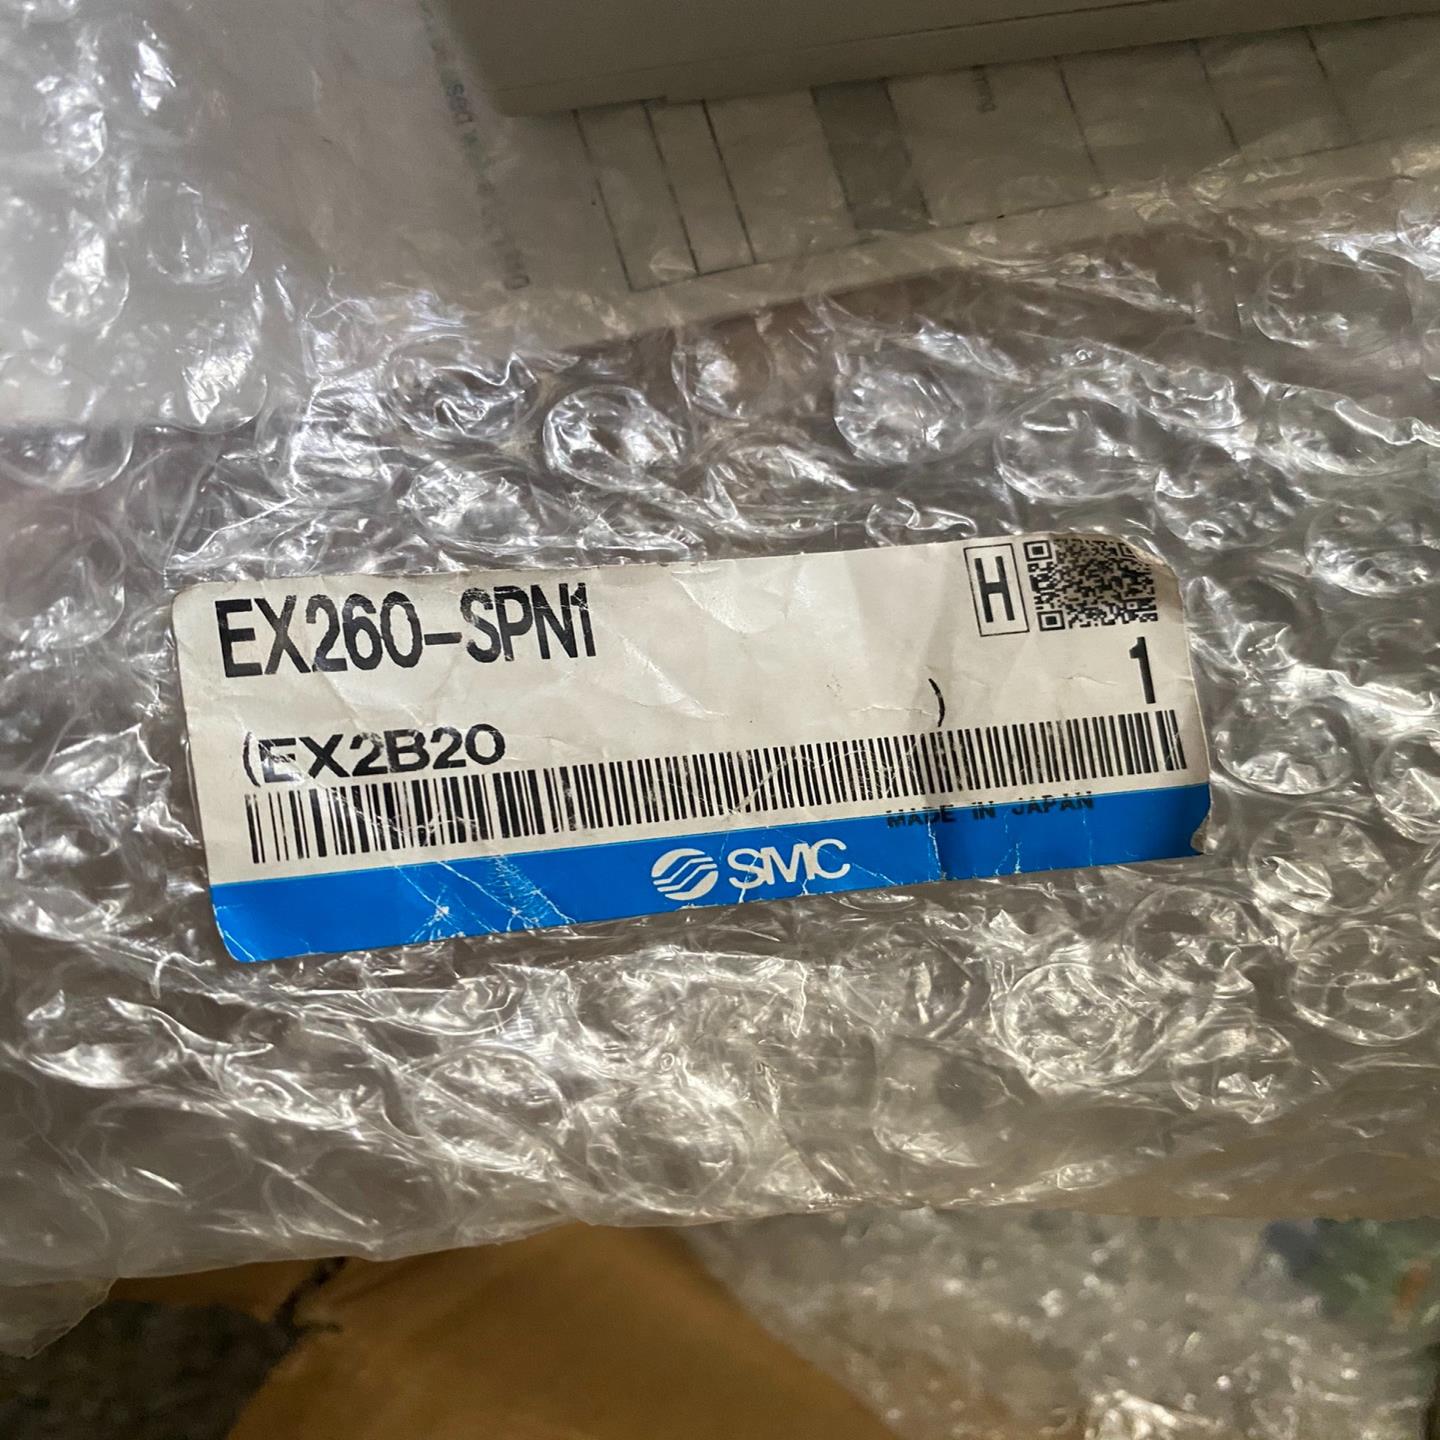 EX260-SPN1
H
1
(EX2B20 )
MADE IN JAPAN
SMC